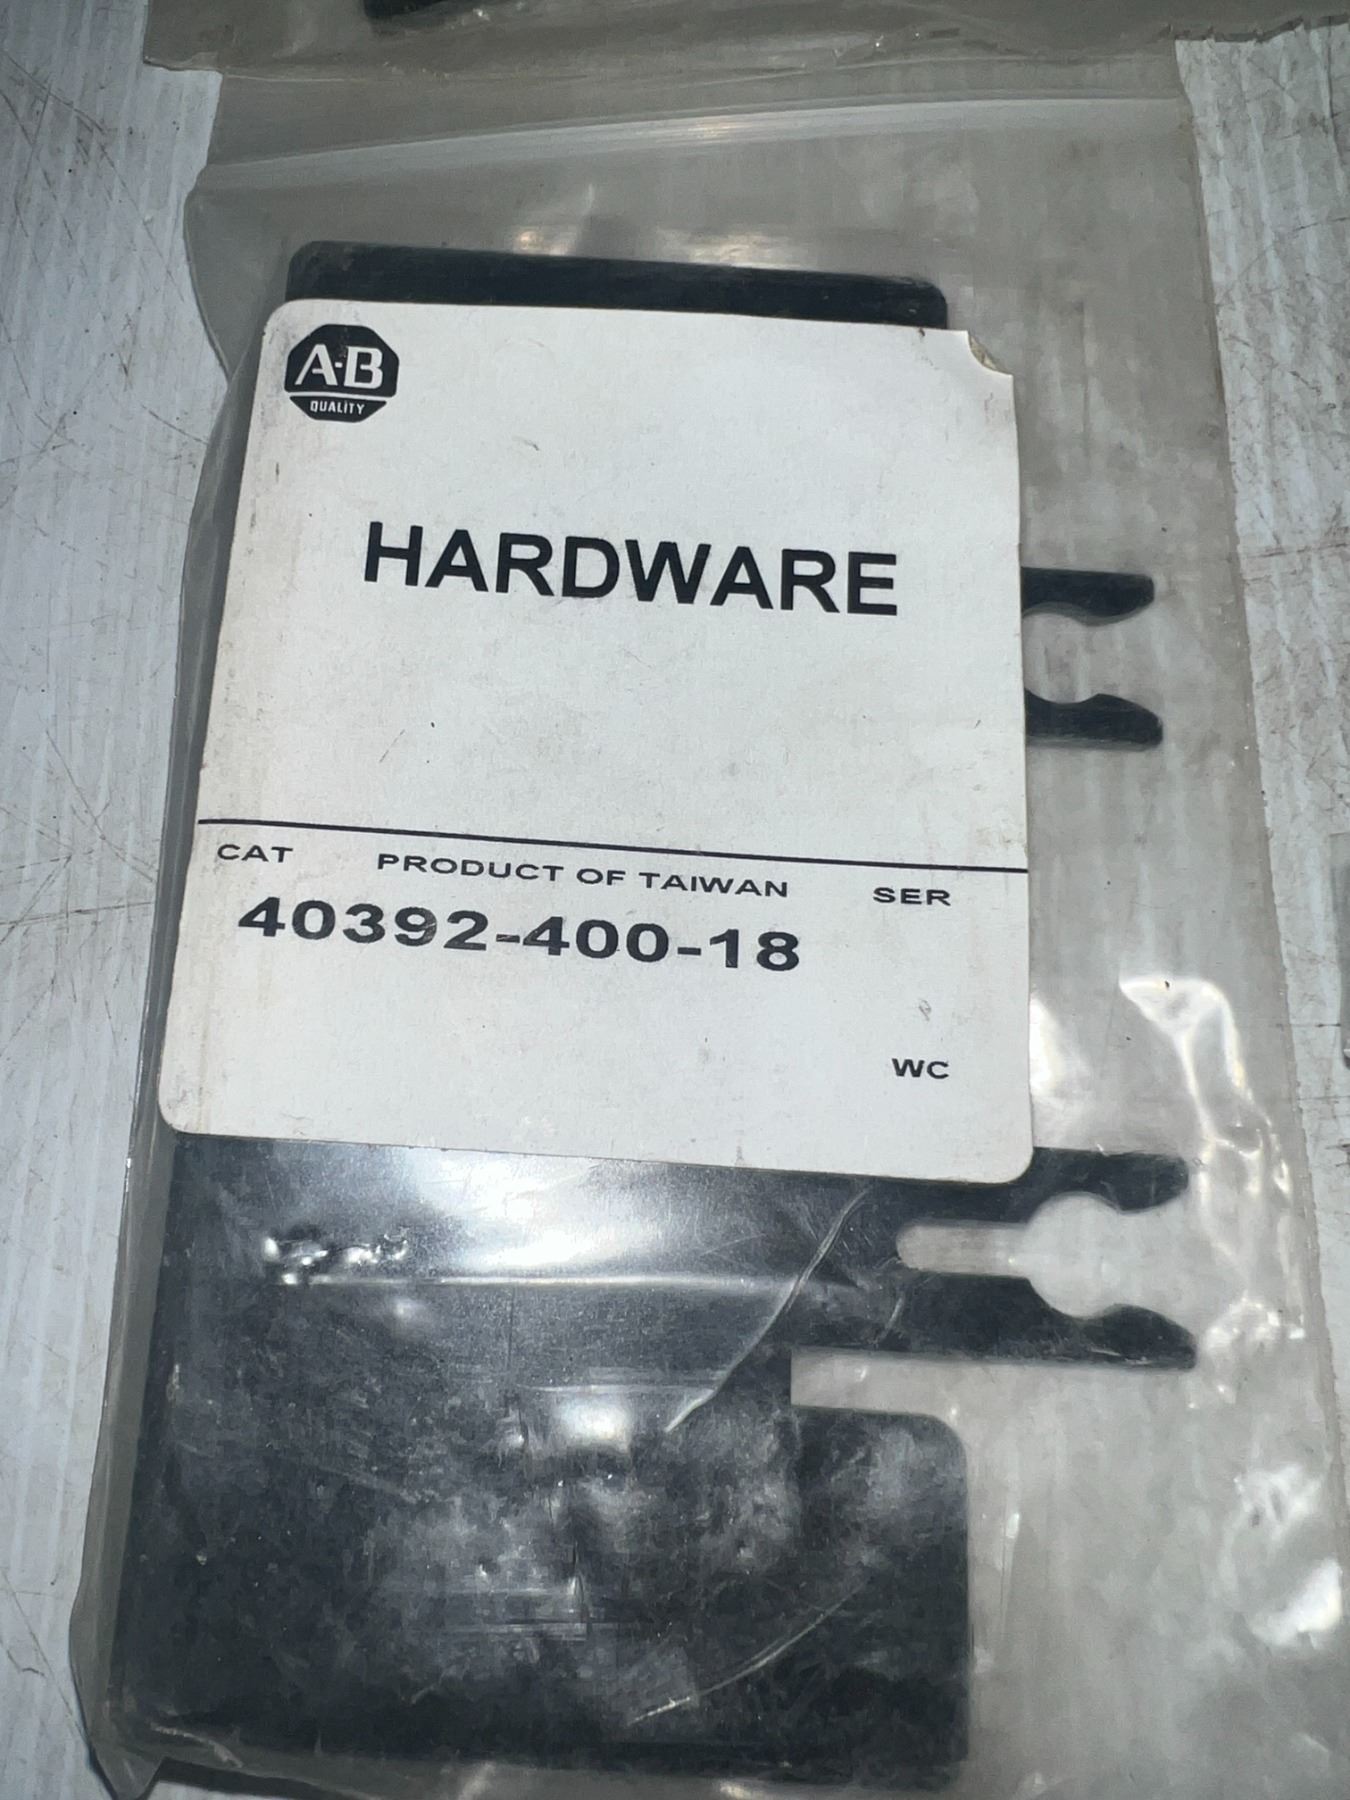 A-B
QUALITY
HARDWARE
CAT PRODUCT OF TAIWAN SER
40392-400-18
WC